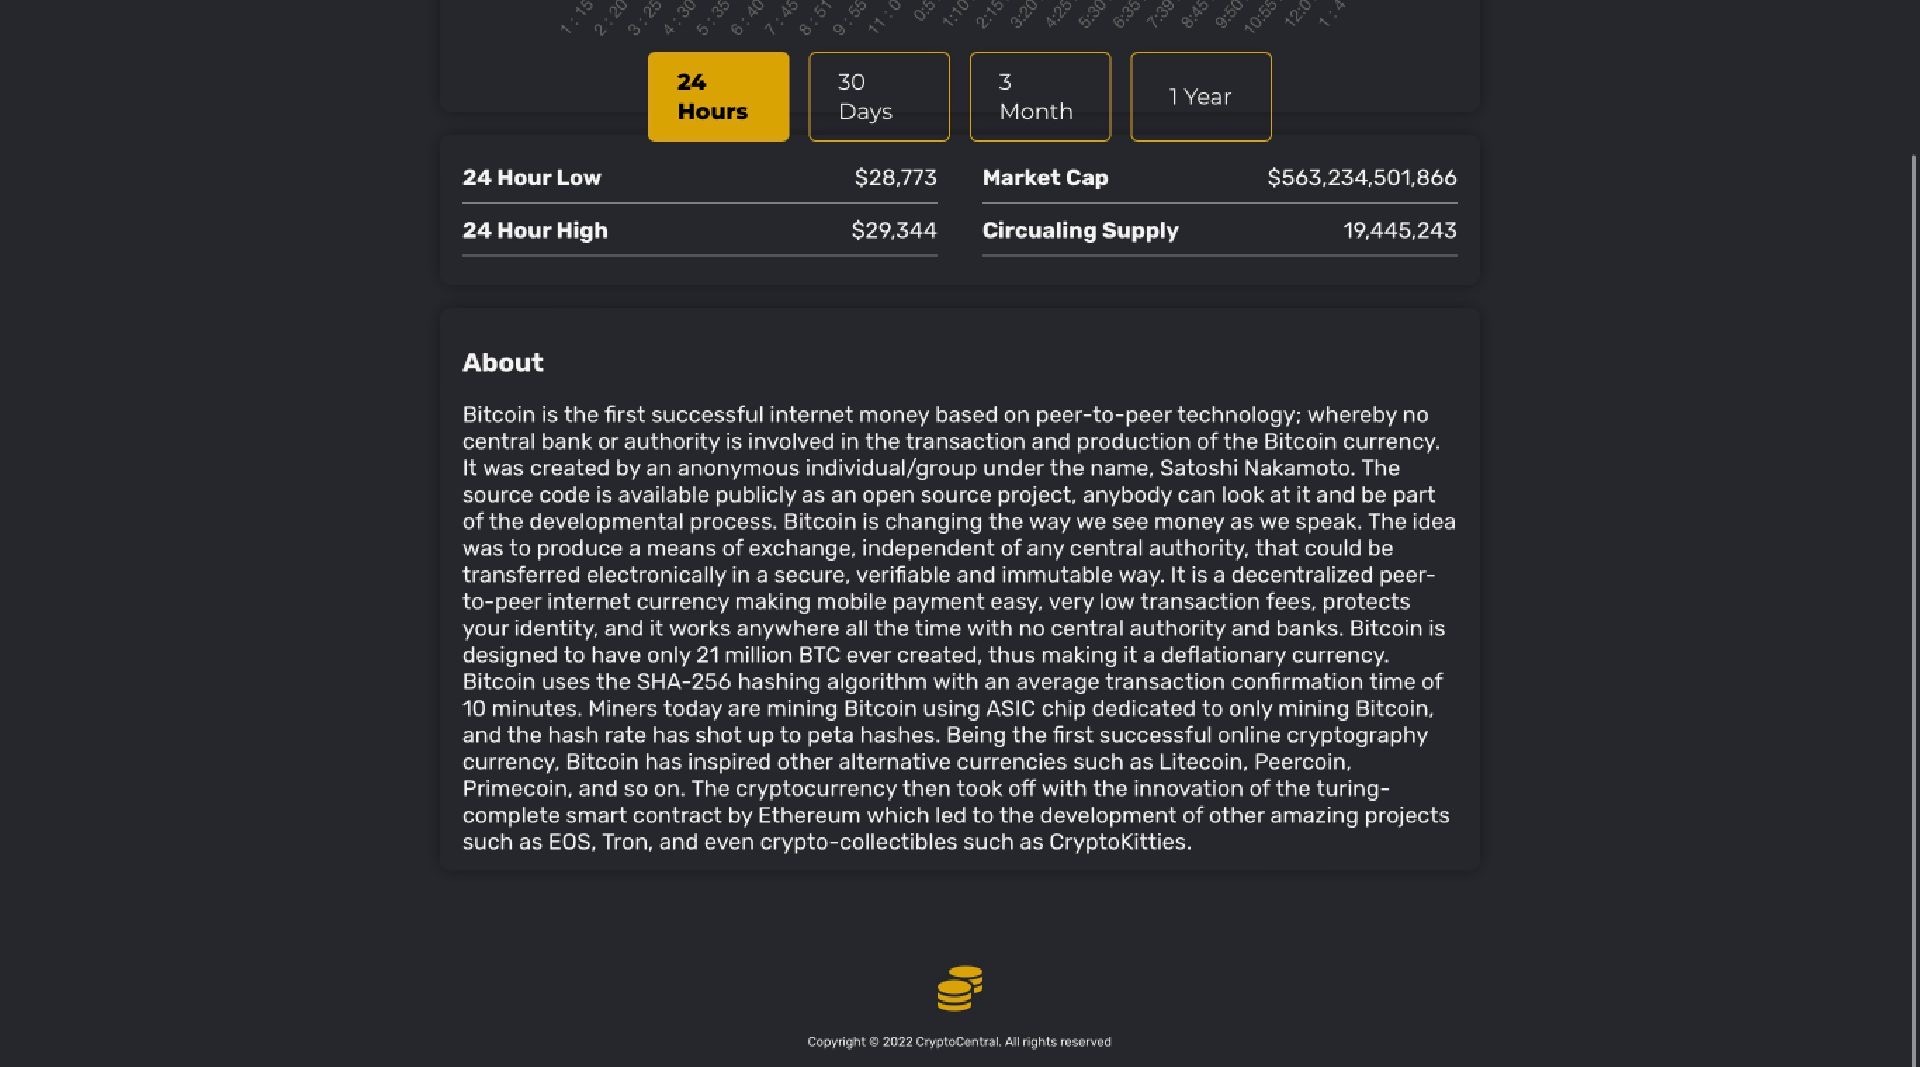 1:15 2:20 3:25 4:30 5:35 6:40 7:45 8:51 9:55 1:10 2:15 3:20 4:25 5:30 6:35 7:39 8:45 9:50 10:55
24 Hours
30 Days
3 Month
1 Year
24 Hour Low $28,773 Market Cap $563,234,501,866
24 Hour High $29,344 Circualing Supply 19,445,243
About
Bitcoin is the first successful internet money based on peer-to-peer technology; whereby no
central bank or authority is involved in the transaction and production of the Bitcoin currency.
It was created by an anonymous individual/group under the name, Satoshi Nakamoto. The
source code is available publicly as an open source project, anybody can look at it and be part
of the developmental process. Bitcoin is changing the way we see money as we speak. The idea
was to produce a means of exchange, independent of any central authority, that could be
transferred electronically in a secure, verifiable and immutable way. It is a decentralized peer-
to-peer internet currency making mobile payment easy, very low transaction fees, protects
your identity, and it works anywhere all the time with no central authority and banks. Bitcoin is
designed to have only 21 million BTC ever created, thus making it a deflationary currency.
Bitcoin uses the SHA-256 hashing algorithm with an average transaction confirmation time of
10 minutes. Miners today are mining Bitcoin using ASIC chip dedicated to only mining Bitcoin,
and the hash rate has shot up to peta hashes. Being the first successful online cryptography
currency, Bitcoin has inspired other alternative currencies such as Litecoin, Peercoin,
Primecoin, and so on. The cryptocurrency then took off with the innovation of the turing-
complete smart contract by Ethereum which led to the development of other amazing projects
such as EOS, Tron, and even crypto-collectibles such as CryptoKitties.
Copyright © 2022 CryptoCentral. All rights reserved